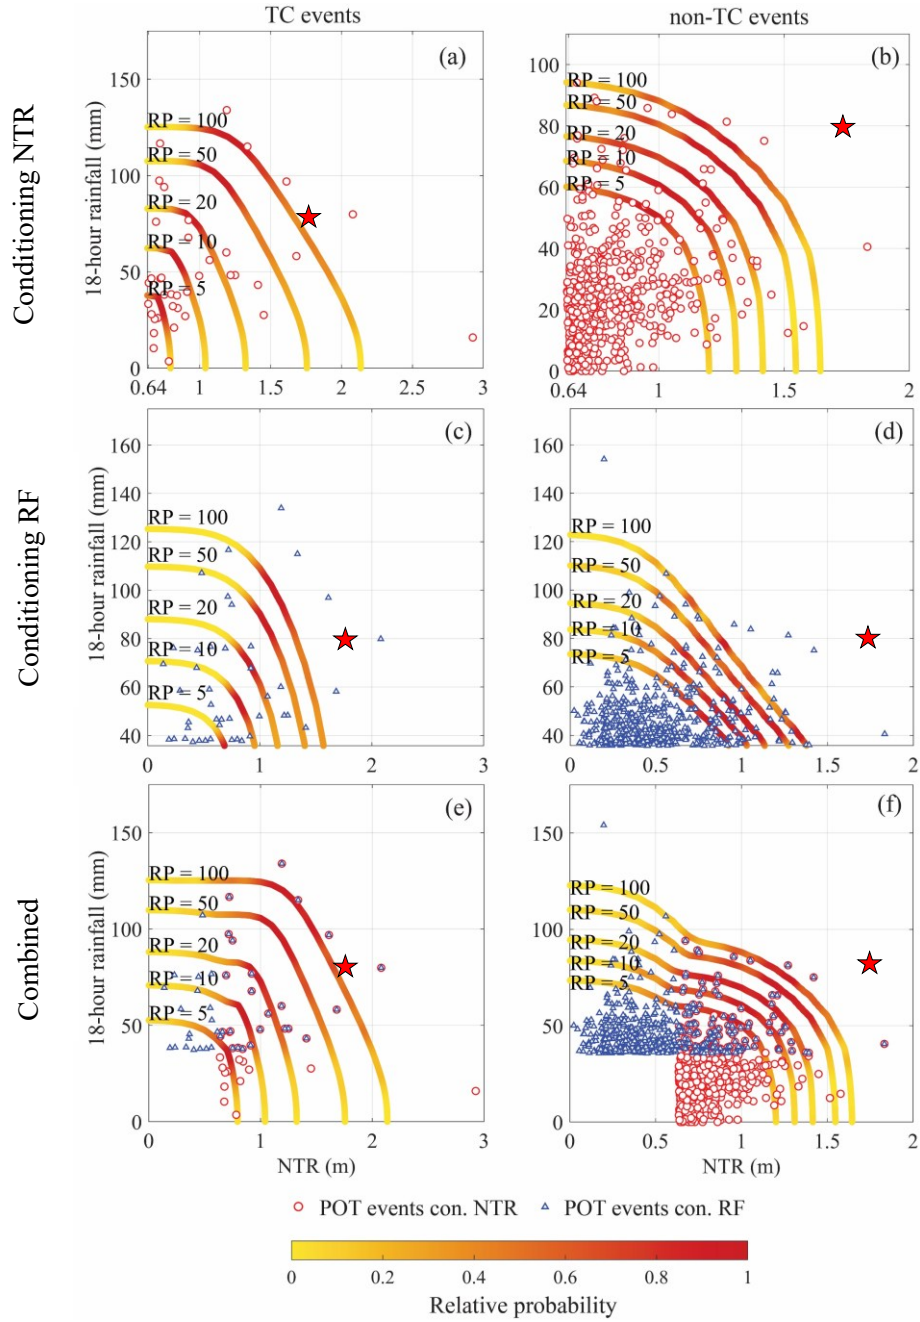 TC events
non-TC events
Conditioning NTR
18-hour rainfall (mm)
(a)
150
100
50
0
RP = 100
RP = 50
RP = 20
RP = 10
RP = 5
0.64
1
1.5
2
2.5
3
(b)
100
80
60
40
20
0
RP = 100
RP = 50
RP = 20
RP = 10
RP = 5
0.64
1
1.5
2
Conditioning RF
18-hour rainfall (mm)
(c)
160
140
120
100
80
60
40
RP = 100
RP = 50
RP = 20
RP = 10
RP = 5
0
1
2
3
(d)
160
140
120
100
80
60
40
RP = 100
RP = 50
RP = 20
RP = 10
RP = 5
0
0.5
1
1.5
2
Combined
18-hour rainfall (mm)
(e)
150
100
50
0
RP = 100
RP = 50
RP = 20
RP = 10
RP = 5
0
1
2
3
NTR (m)
(f)
150
100
50
0
RP = 100
RP = 50
RP = 20
RP = 10
RP = 5
0
0.5
1
1.5
2
NTR (m)
POT events con. NTR
POT events con. RF
0
0.2
0.4
0.6
0.8
1
Relative probability